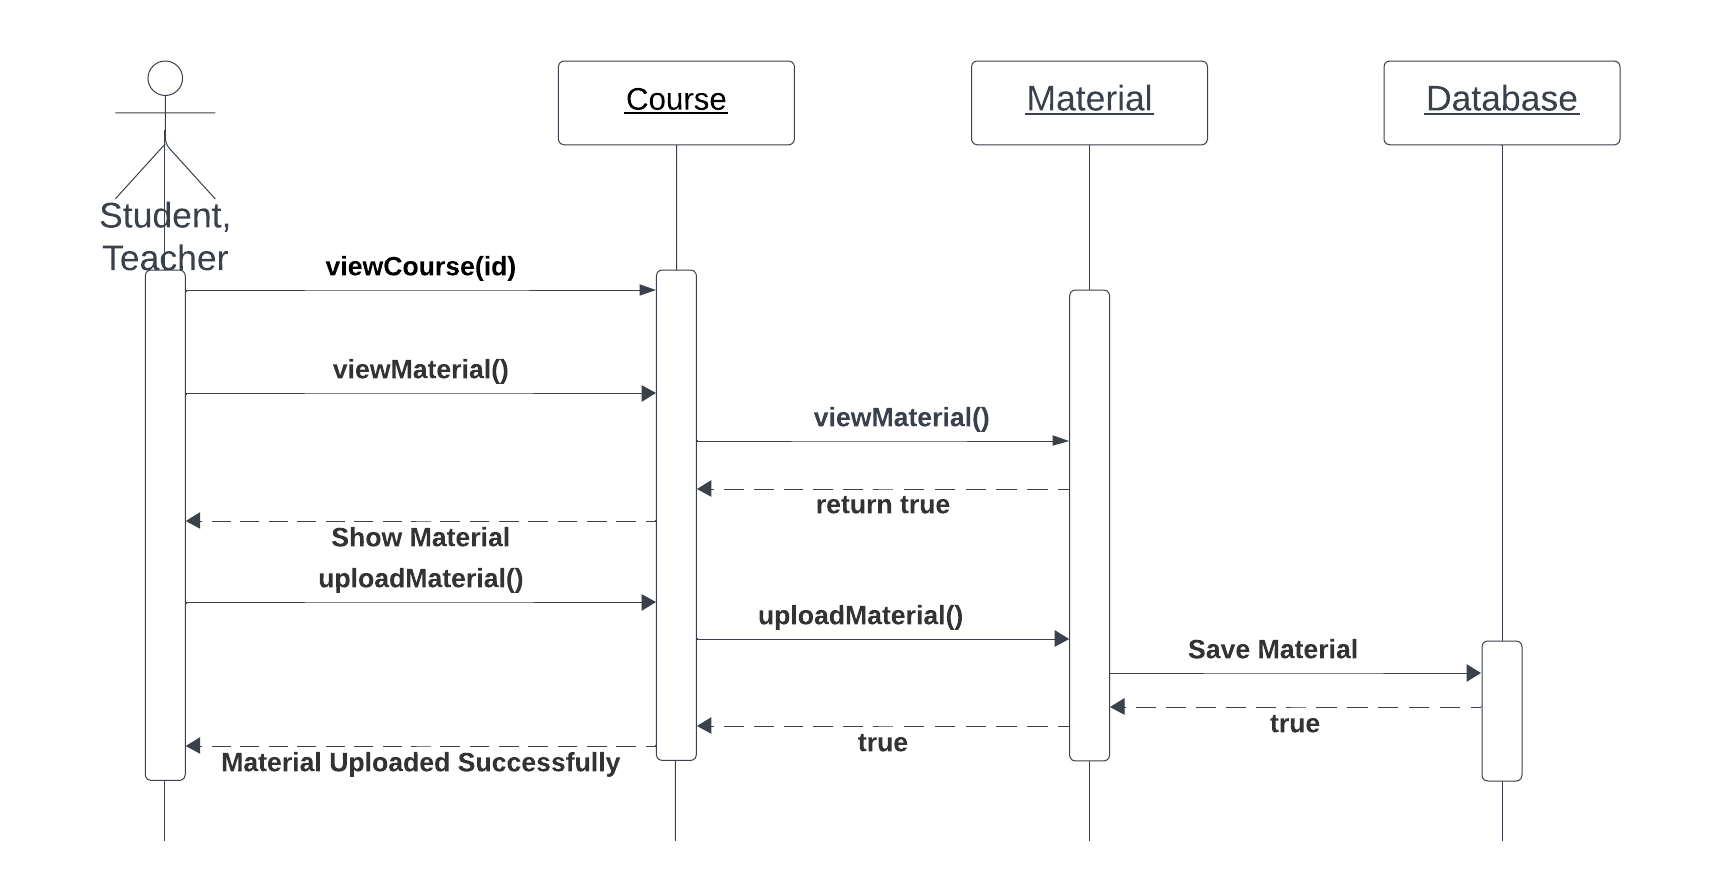 Student,
Teacher
Course
Material
Database
viewCourse(id)
viewMaterial()
viewMaterial()
return true
Show Material
uploadMaterial()
uploadMaterial()
Save Material
true
true
Material Uploaded Successfully